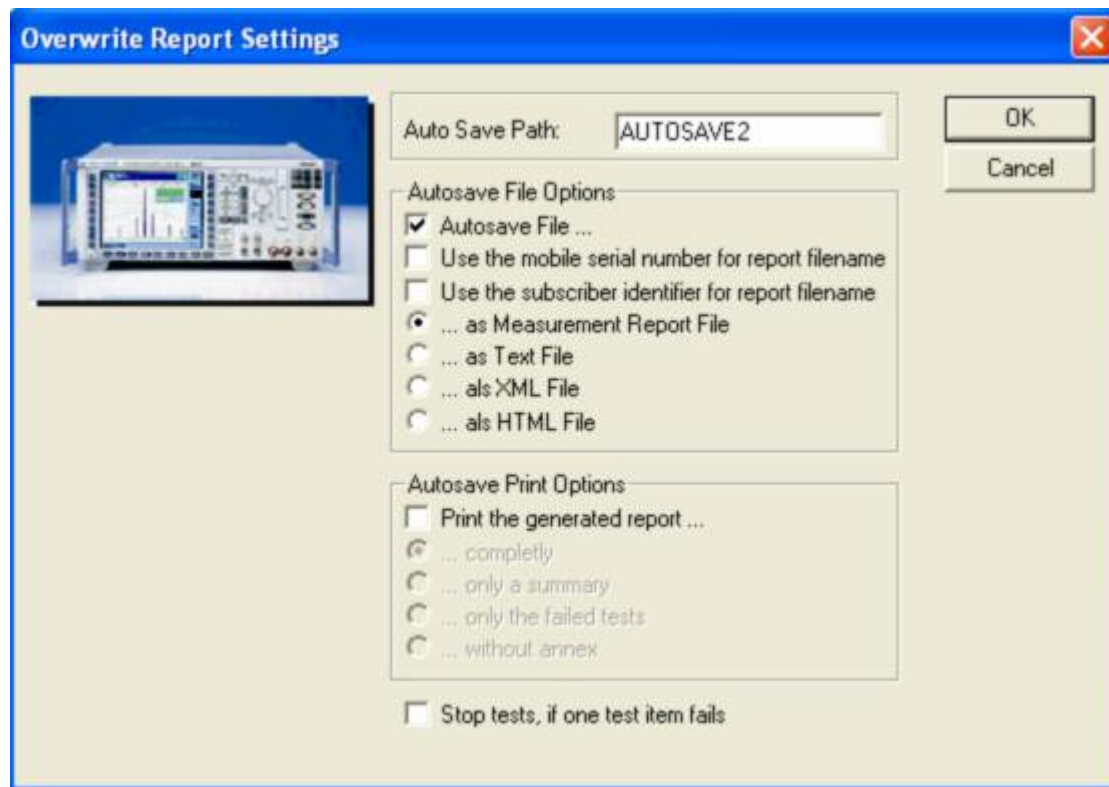 Overwrite Report Settings
Auto Save Path: AUTOSAVE2
OK
Cancel
Autosave File Options
Autosave File ...
Use the mobile serial number for report filename
Use the subscriber identifier for report filename
... as Measurement Report File
... as Text File
... als XML File
... als HTML File
Autosave Print Options
Print the generated report ...
... completly
... only a summary
... only the failed tests
... without annex
Stop tests, if one test item fails